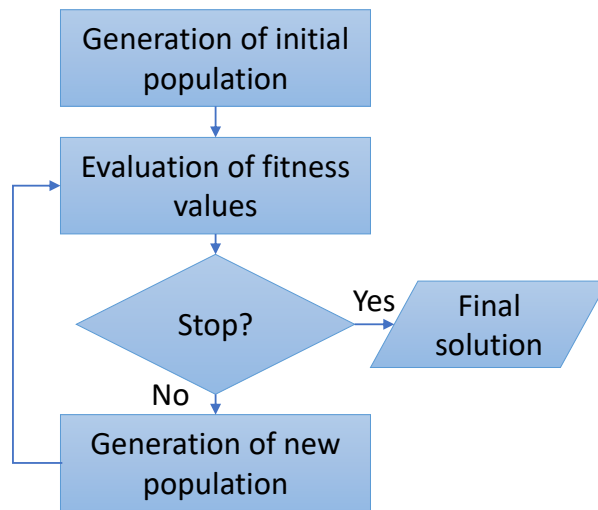 Generation of initial
population
Evaluation of fitness
values
Stop?
Yes
Final
solution
No
Generation of new
population